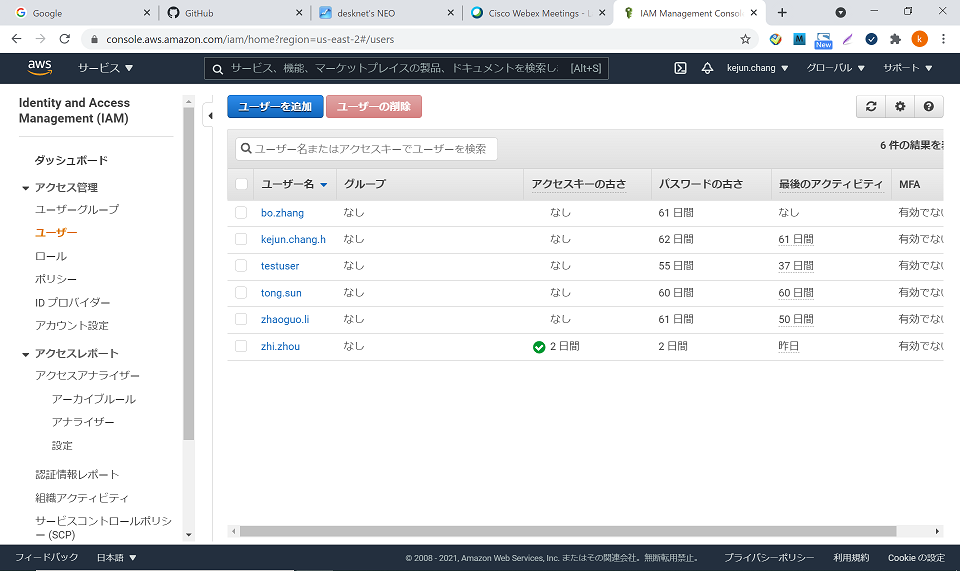 Google
GitHub
desknet's NEO
Cisco Webex Meetings - L
IAM Management Conso
console.aws.amazon.com/iam/home?region=us-east-2#/users
New
k
aws
サービス
サービス、機能、マーケットプレイスの製品、ドキュメントを検索し
[Alt+S]
kejun.chang
グローバル
サポート
Identity and Access
Management (IAM)
ダッシュボード
アクセス管理
ユーザーグループ
ユーザー
ロール
ポリシー
ID プロバイダー
アカウント設定
アクセスレポート
アクセスアナライザー
アーカイブルール
アナライザー
設定
認証情報レポート
組織アクティビティ
サービスコントロールポリシ
ー (SCP)
ユーザーを追加
ユーザーの削除
ユーザー名またはアクセスキーでユーザーを検索
6 件の結果を
ユーザー名 グループ アクセスキーの古さ パスワードの古さ 最後のアクティビティ MFA
bo.zhang なし なし 61 日間 なし 有効でな
kejun.chang.h なし なし 62 日間 61 日間 有効でな
testuser なし なし 55 日間 37 日間 有効でな
tong.sun なし なし 60 日間 60 日間 有効でな
zhaoguo.li なし なし 61 日間 50 日間 有効でな
zhi.zhou なし 2 日間 2 日間 昨日 有効でな
フィードバック
日本語
© 2008 - 2021, Amazon Web Services, Inc. またはその関連会社。無断転用禁止。
プライバシーポリシー
利用規約
Cookie の設定